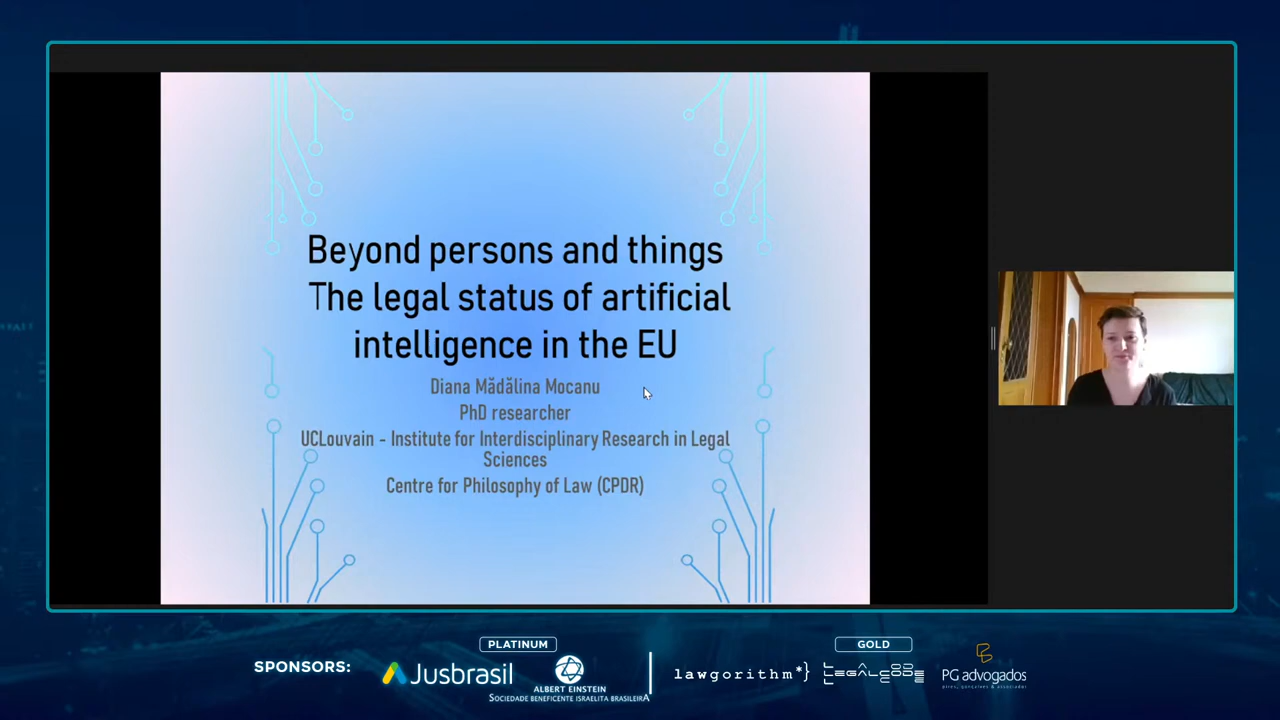 Beyond persons and things
The legal status of artificial
intelligence in the EU
Diana Mădălina Mocanu
PhD researcher
UCLouvain - Institute for Interdisciplinary Research in Legal
Sciences
Centre for Philosophy of Law (CPDR)
SPONSORS:
PLATINUM
Jusbrasil
ALBERT EINSTEIN
SOCIEDADE BENEFICENTE ISRAELITA BRASILEIRA
GOLD
lawgorithm*}
LEGALCODE
PG advogados